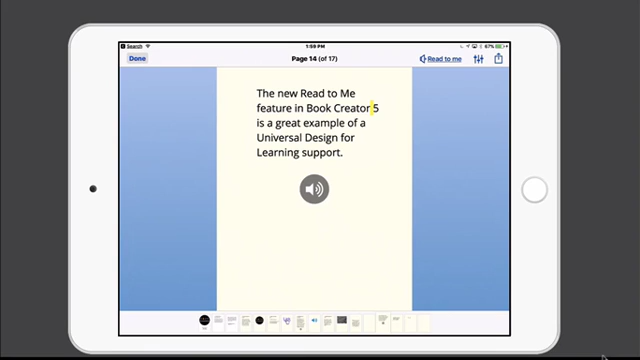 Search
1:59 PM
67%
Done
Page 14 (of 17)
Read to me
The new Read to Me
feature in Book Creator 5
is a great example of a
Universal Design for
Learning support.